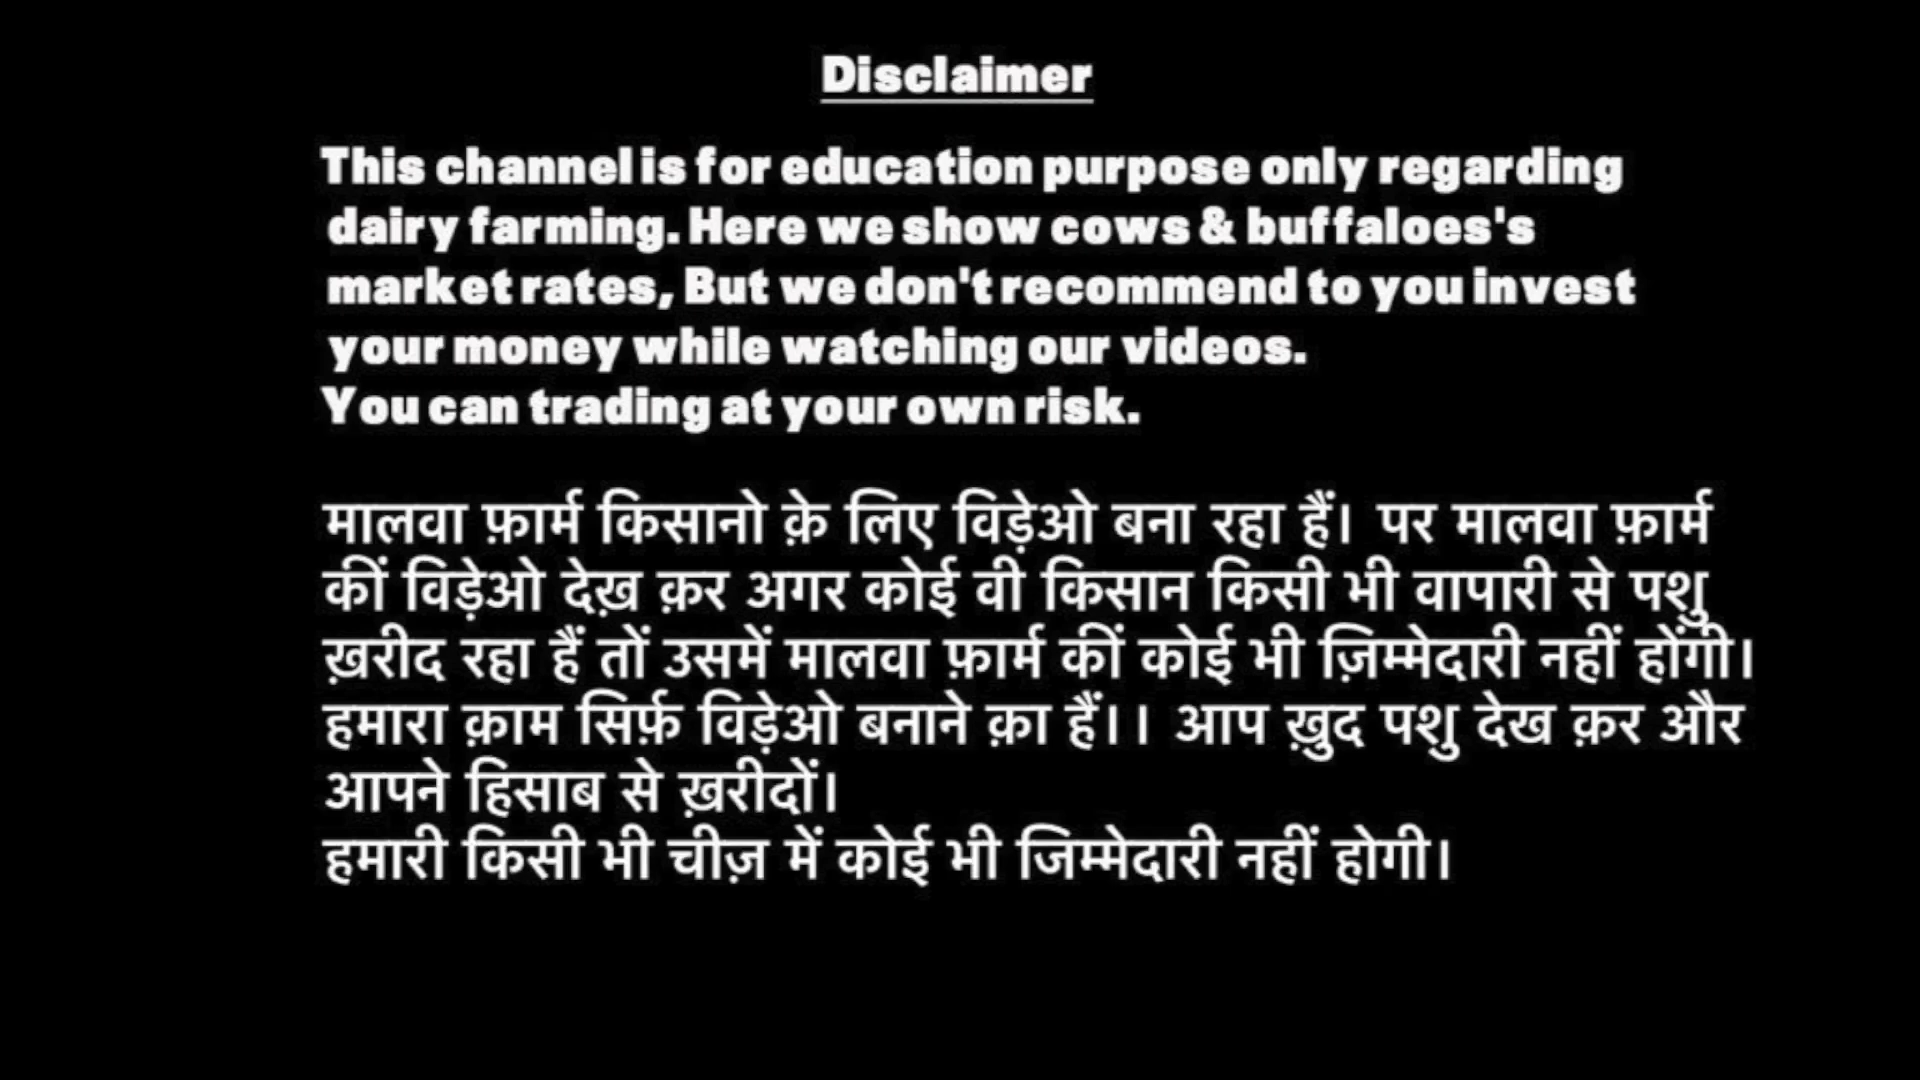 Disclaimer
This channel is for education purpose only regarding
dairy farming. Here we show cows & buffaloes's
market rates, But we don't recommend to you invest
your money while watching our videos.
You can trading at your own risk.
मालवा फ़ार्म किसानो क़े लिए विड़ेओ बना रहा हैं। पर मालवा फ़ार्म
कीं विड़ेओ देख़ क़र अगर कोई वी किसान किसी भी वापारी से पशु
ख़रीद रहा हैं तों उसमें मालवा फ़ार्म कीं कोई भी ज़िम्मेदारी नहीं होंगी।
हमारा क़ाम सिर्फ़ विड़ेओ बनाने क़ा हैं।। आप ख़ुद पशु देख क़र और
आपने हिसाब से ख़रीदों।
हमारी किसी भी चीज़ में कोई भी जिम्मेदारी नहीं होगी।